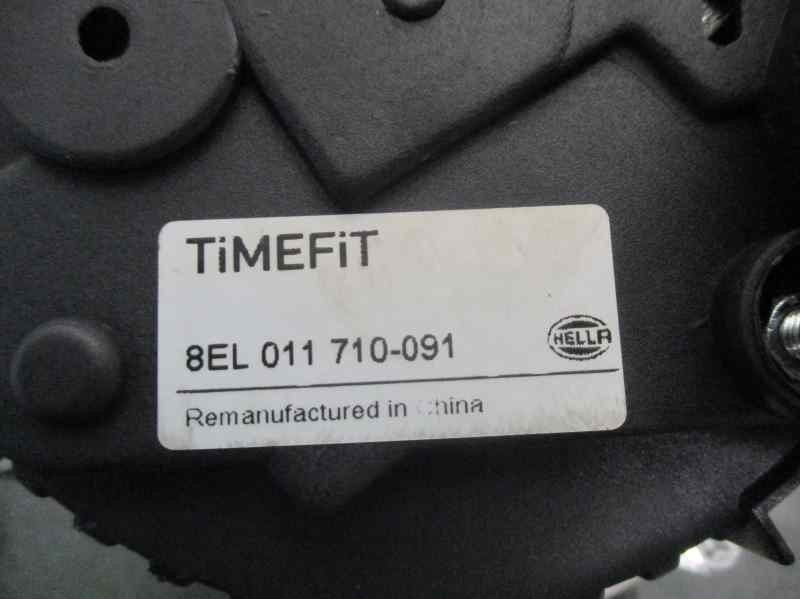 TiMEFiT
8EL 011 710-091
HELLA
Remanufactured in China